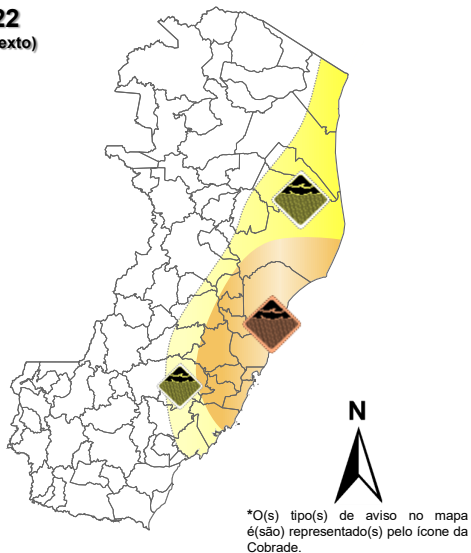 22
exto)
N
*O(s) tipo(s) de aviso no mapa
é(são) representado(s) pelo ícone da
Cobrade.